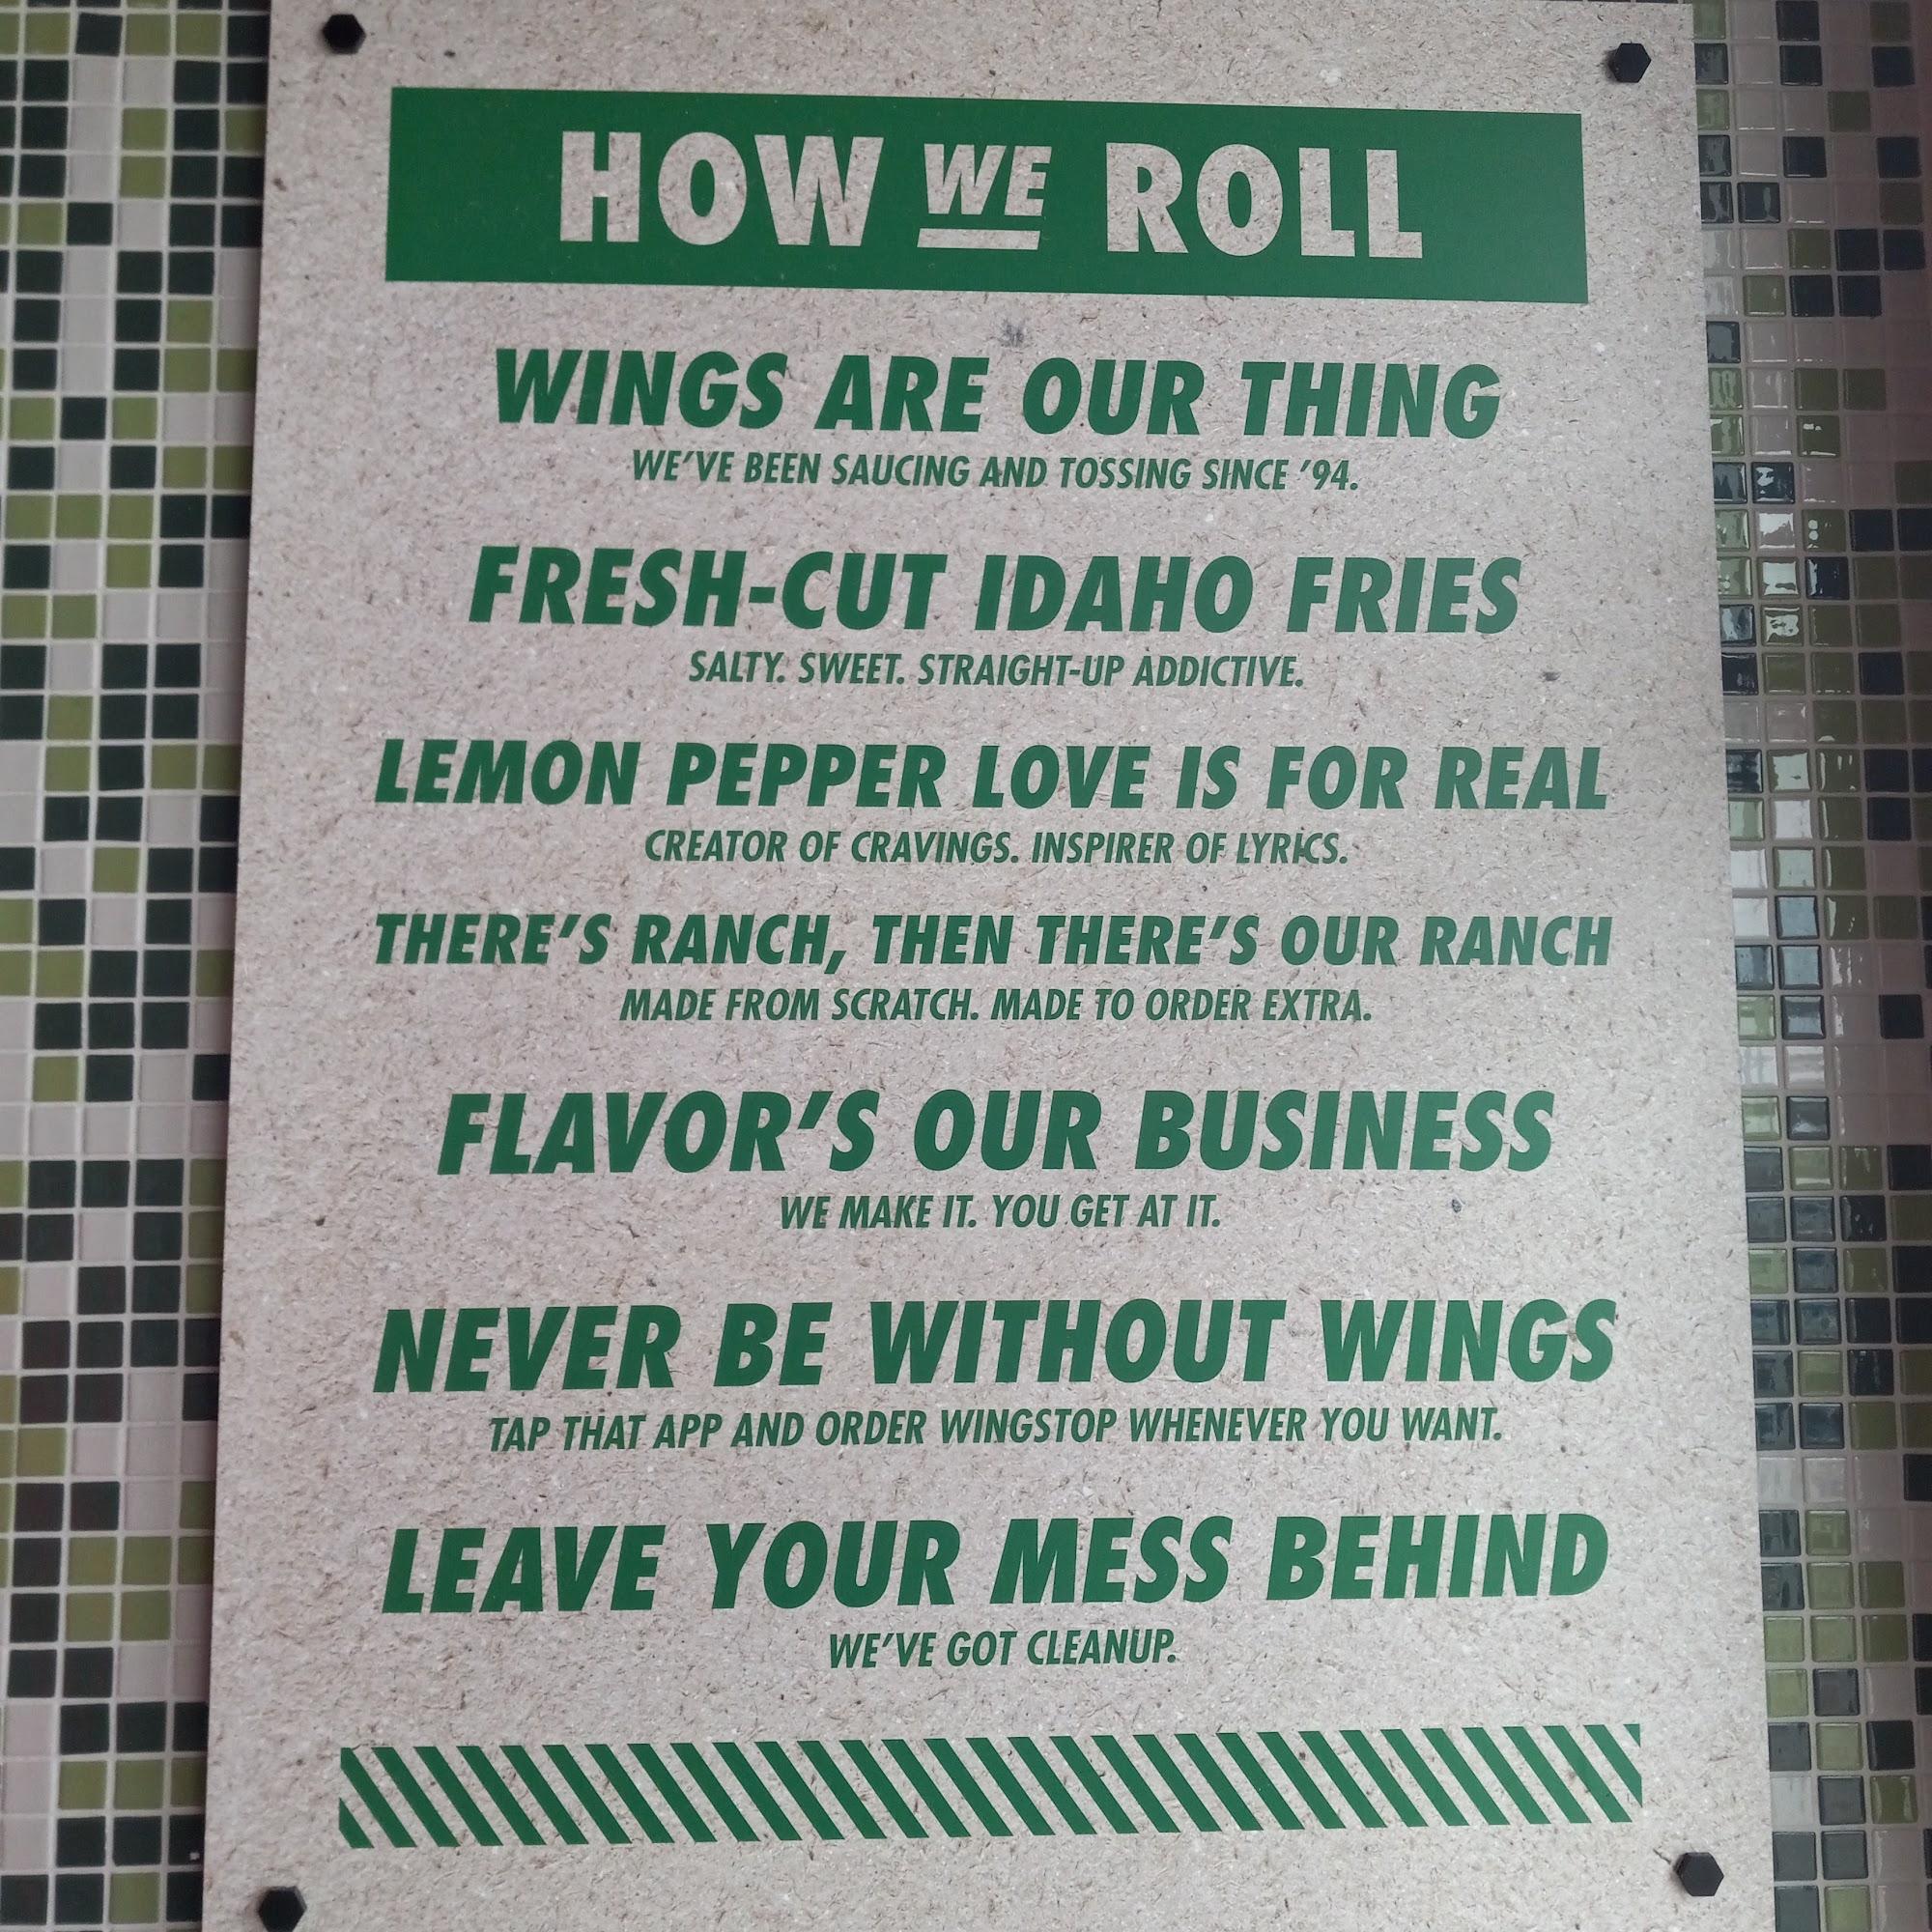 HOW WE ROLL
WINGS ARE OUR THING
WE'VE BEEN SAUCING AND TOSSING SINCE '94.
FRESH-CUT IDAHO FRIES
SALTY. SWEET. STRAIGHT-UP ADDICTIVE.
LEMON PEPPER LOVE IS FOR REAL
CREATOR OF CRAVINGS. INSPIRER OF LYRICS.
THERE'S RANCH, THEN THERE'S OUR RANCH
MADE FROM SCRATCH. MADE TO ORDER EXTRA.
FLAVOR'S OUR BUSINESS
WE MAKE IT. YOU GET AT IT.
NEVER BE WITHOUT WINGS
TAP THAT APP AND ORDER WINGSTOP WHENEVER YOU WANT.
LEAVE YOUR MESS BEHIND
WE'VE GOT CLEANUP.